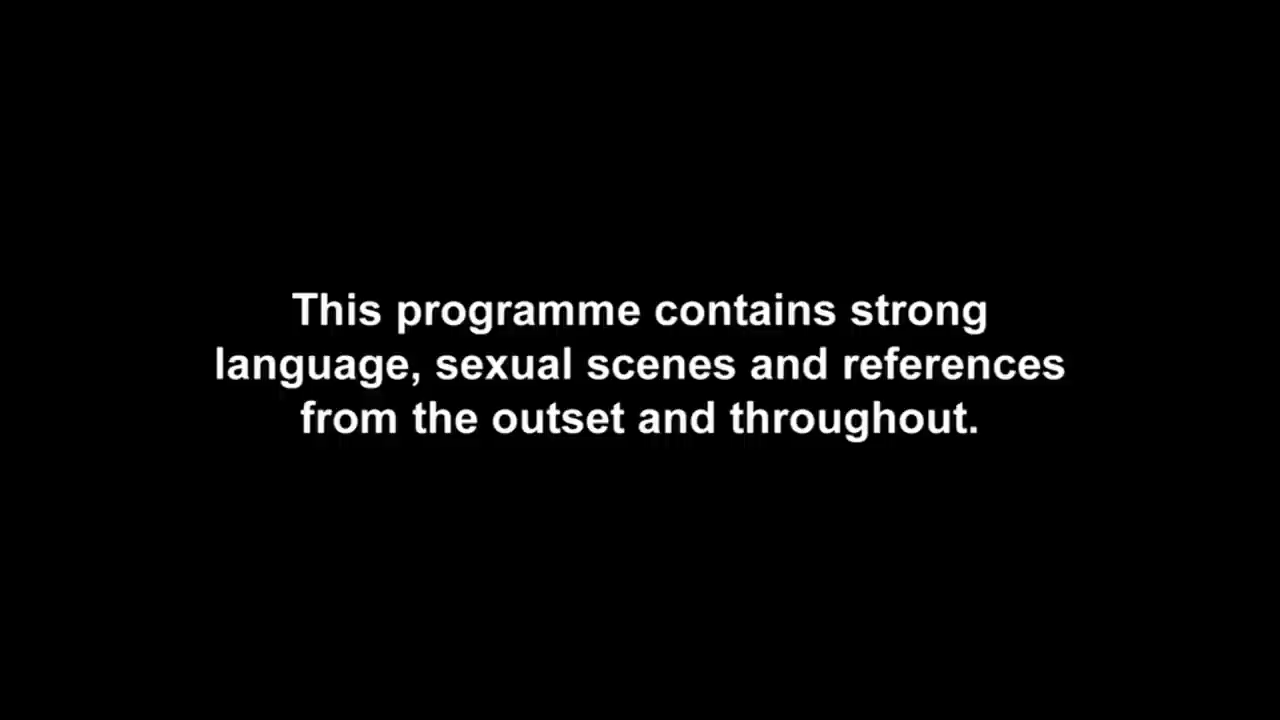 This programme contains strong
language, sexual scenes and references
from the outset and throughout.